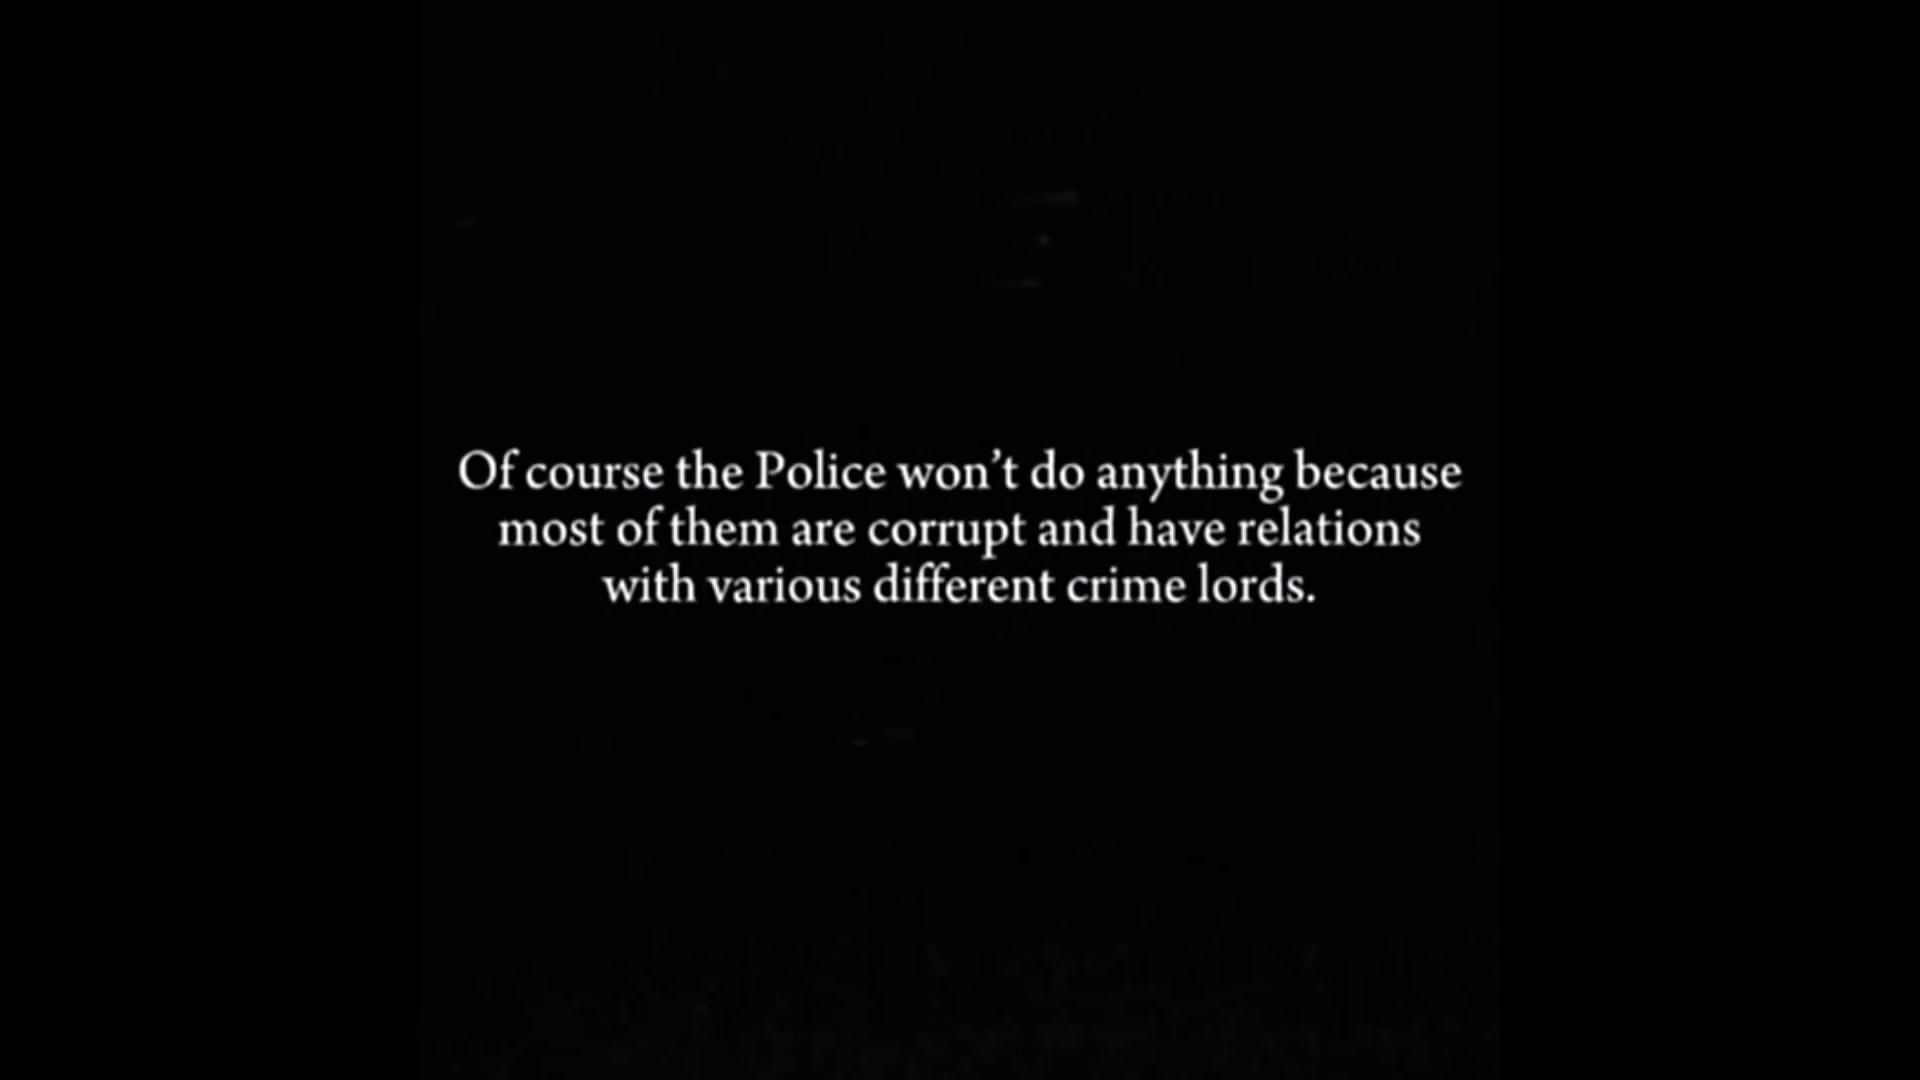 Of course the Police won’t do anything because
most of them are corrupt and have relations
with various different crime lords.